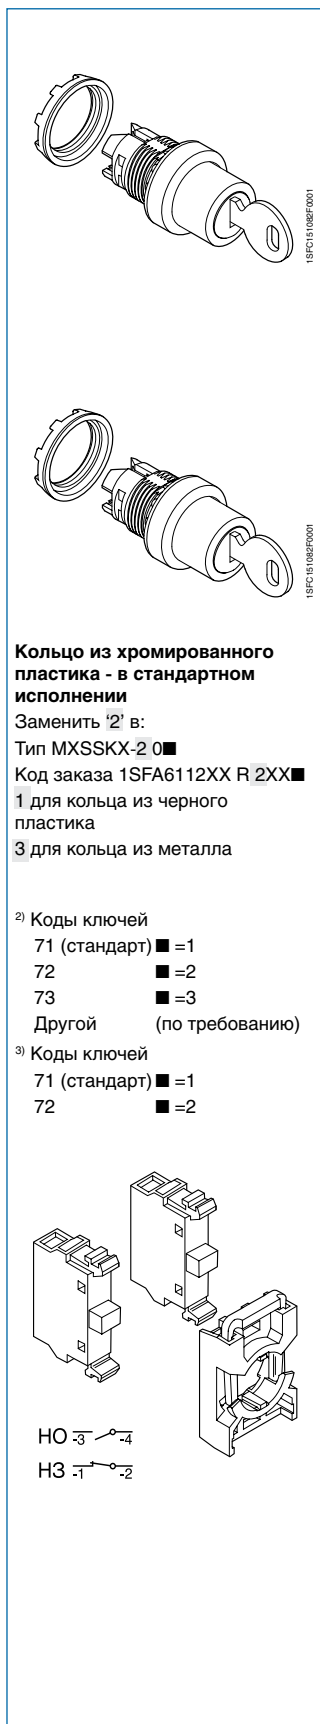 1SFC151082F0001
1SFC151082F0001
Кольцо из хромированного
пластика - в стандартном
исполнении
Заменить ‘2’ в:
Тип MXSSKX-2 0■
Код заказа 1SFA6112XX R 2XX■
1 для кольца из черного
пластика
3 для кольца из металла
2) Коды ключей
71 (стандарт) ■ =1
72 ■ =2
73 ■ =3
Другой (по требованию)
3) Коды ключей
71 (стандарт) ■ =1
72 ■ =2
НО -3 -4
НЗ -1 -2